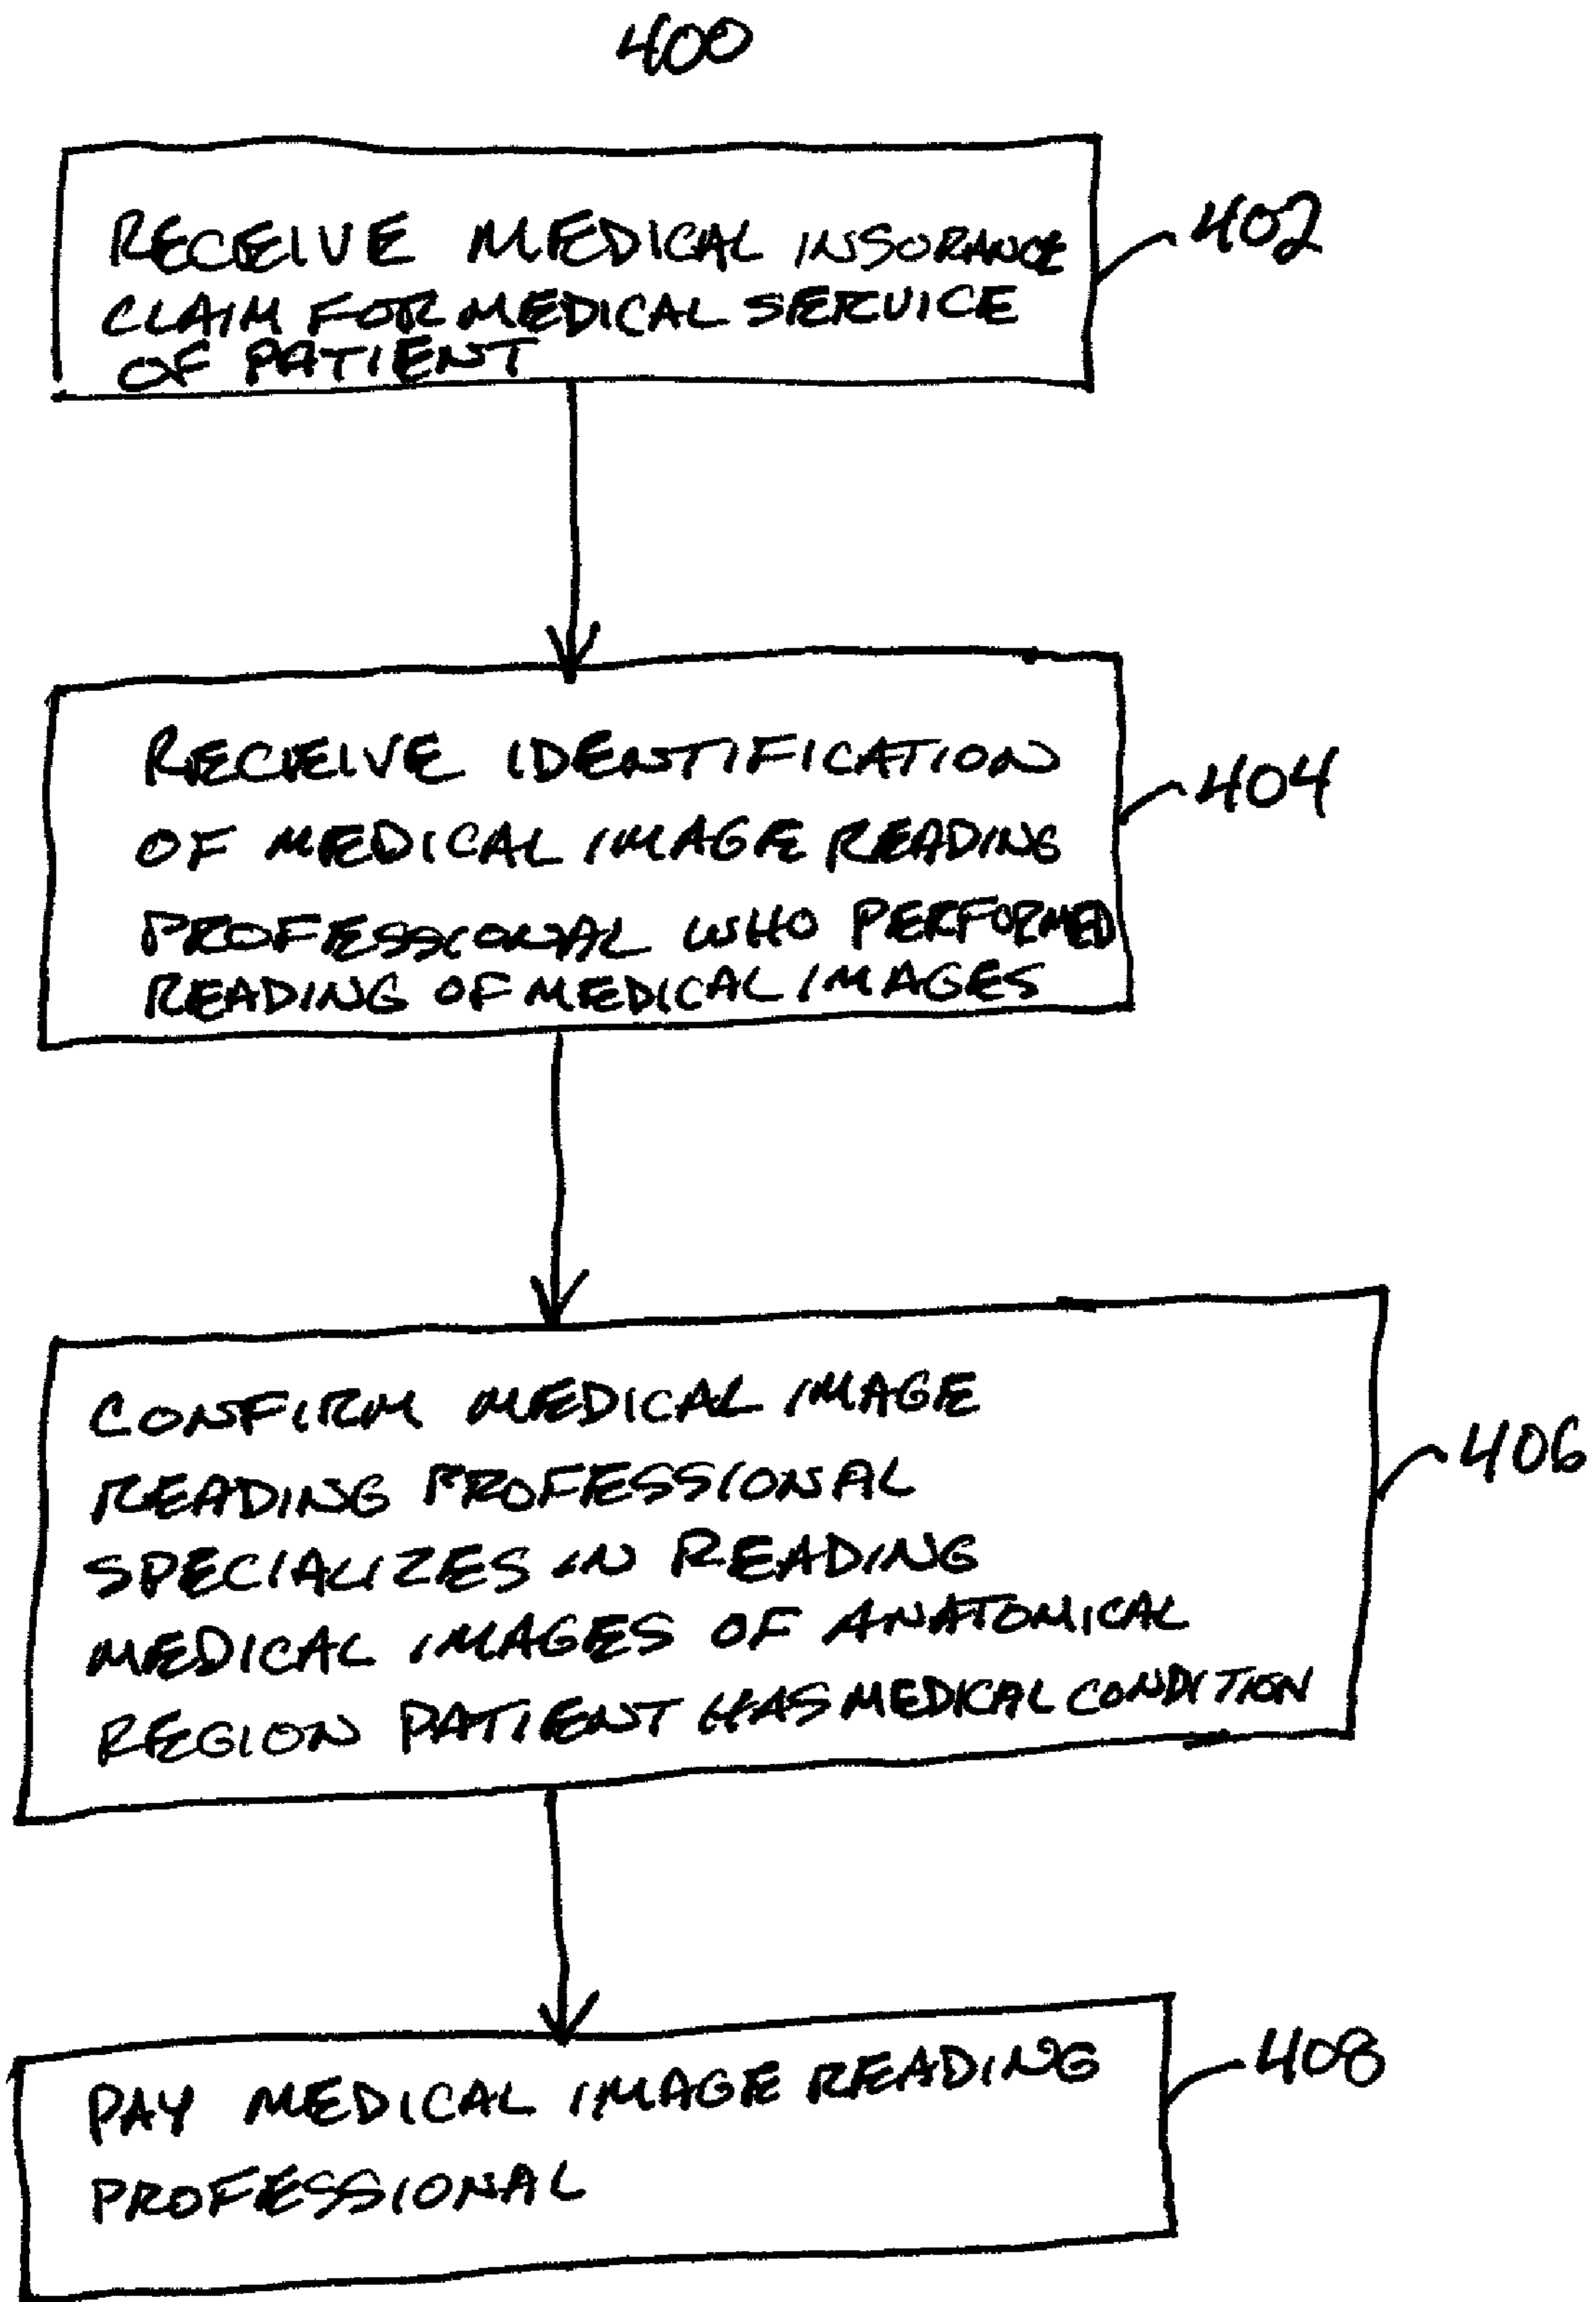 400
RECEIVE MEDICAL INSURANCE
402
CLAIM FOR MEDICAL SERVICE
OF PATIENT
RECEIVE IDENTIFICATION
404
OF MEDICAL IMAGE READING
PROFESSIONAL WHO PERFORMED
READING OF MEDICAL IMAGES
CONFIRM MEDICAL IMAGE
406
READING PROFESSIONAL
SPECIALIZES IN READING
MEDICAL IMAGES OF ANATOMICAL
REGION PATIENT HAS MEDICAL CONDITION
PAY MEDICAL IMAGE READING
408
PROFESSIONAL